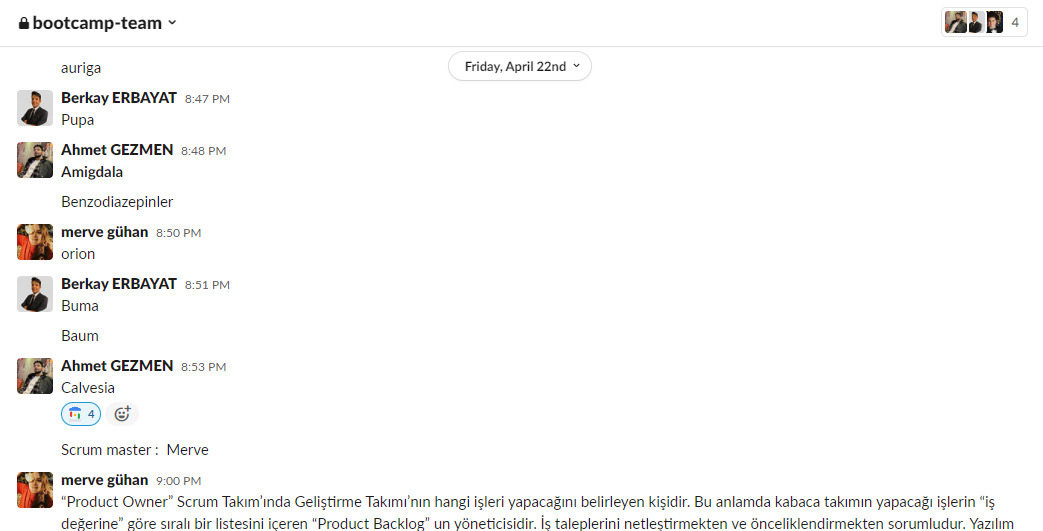 bootcamp-team
4
auriga
Friday, April 22nd
Berkay ERBAYAT 8:47 PM
Pupa
Ahmet GEZMEN 8:48 PM
Amigdala
Benzodiazepinler
merve gühan 8:50 PM
orion
Berkay ERBAYAT 8:51 PM
Buma
Baum
Ahmet GEZMEN 8:53 PM
Calvesia
4
Scrum master : Merve
merve gühan 9:00 PM
“Product Owner” Scrum Takım’ında Geliştirme Takımı’nın hangi işleri yapacağını belirleyen kişidir. Bu anlamda kabaca takımın yapacağı işlerin “iş
değerine” göre sıralı bir listesini içeren “Product Backlog” un yöneticisidir. İş taleplerini netleştirmekten ve önceliklendirmekten sorumludur. Yazılım